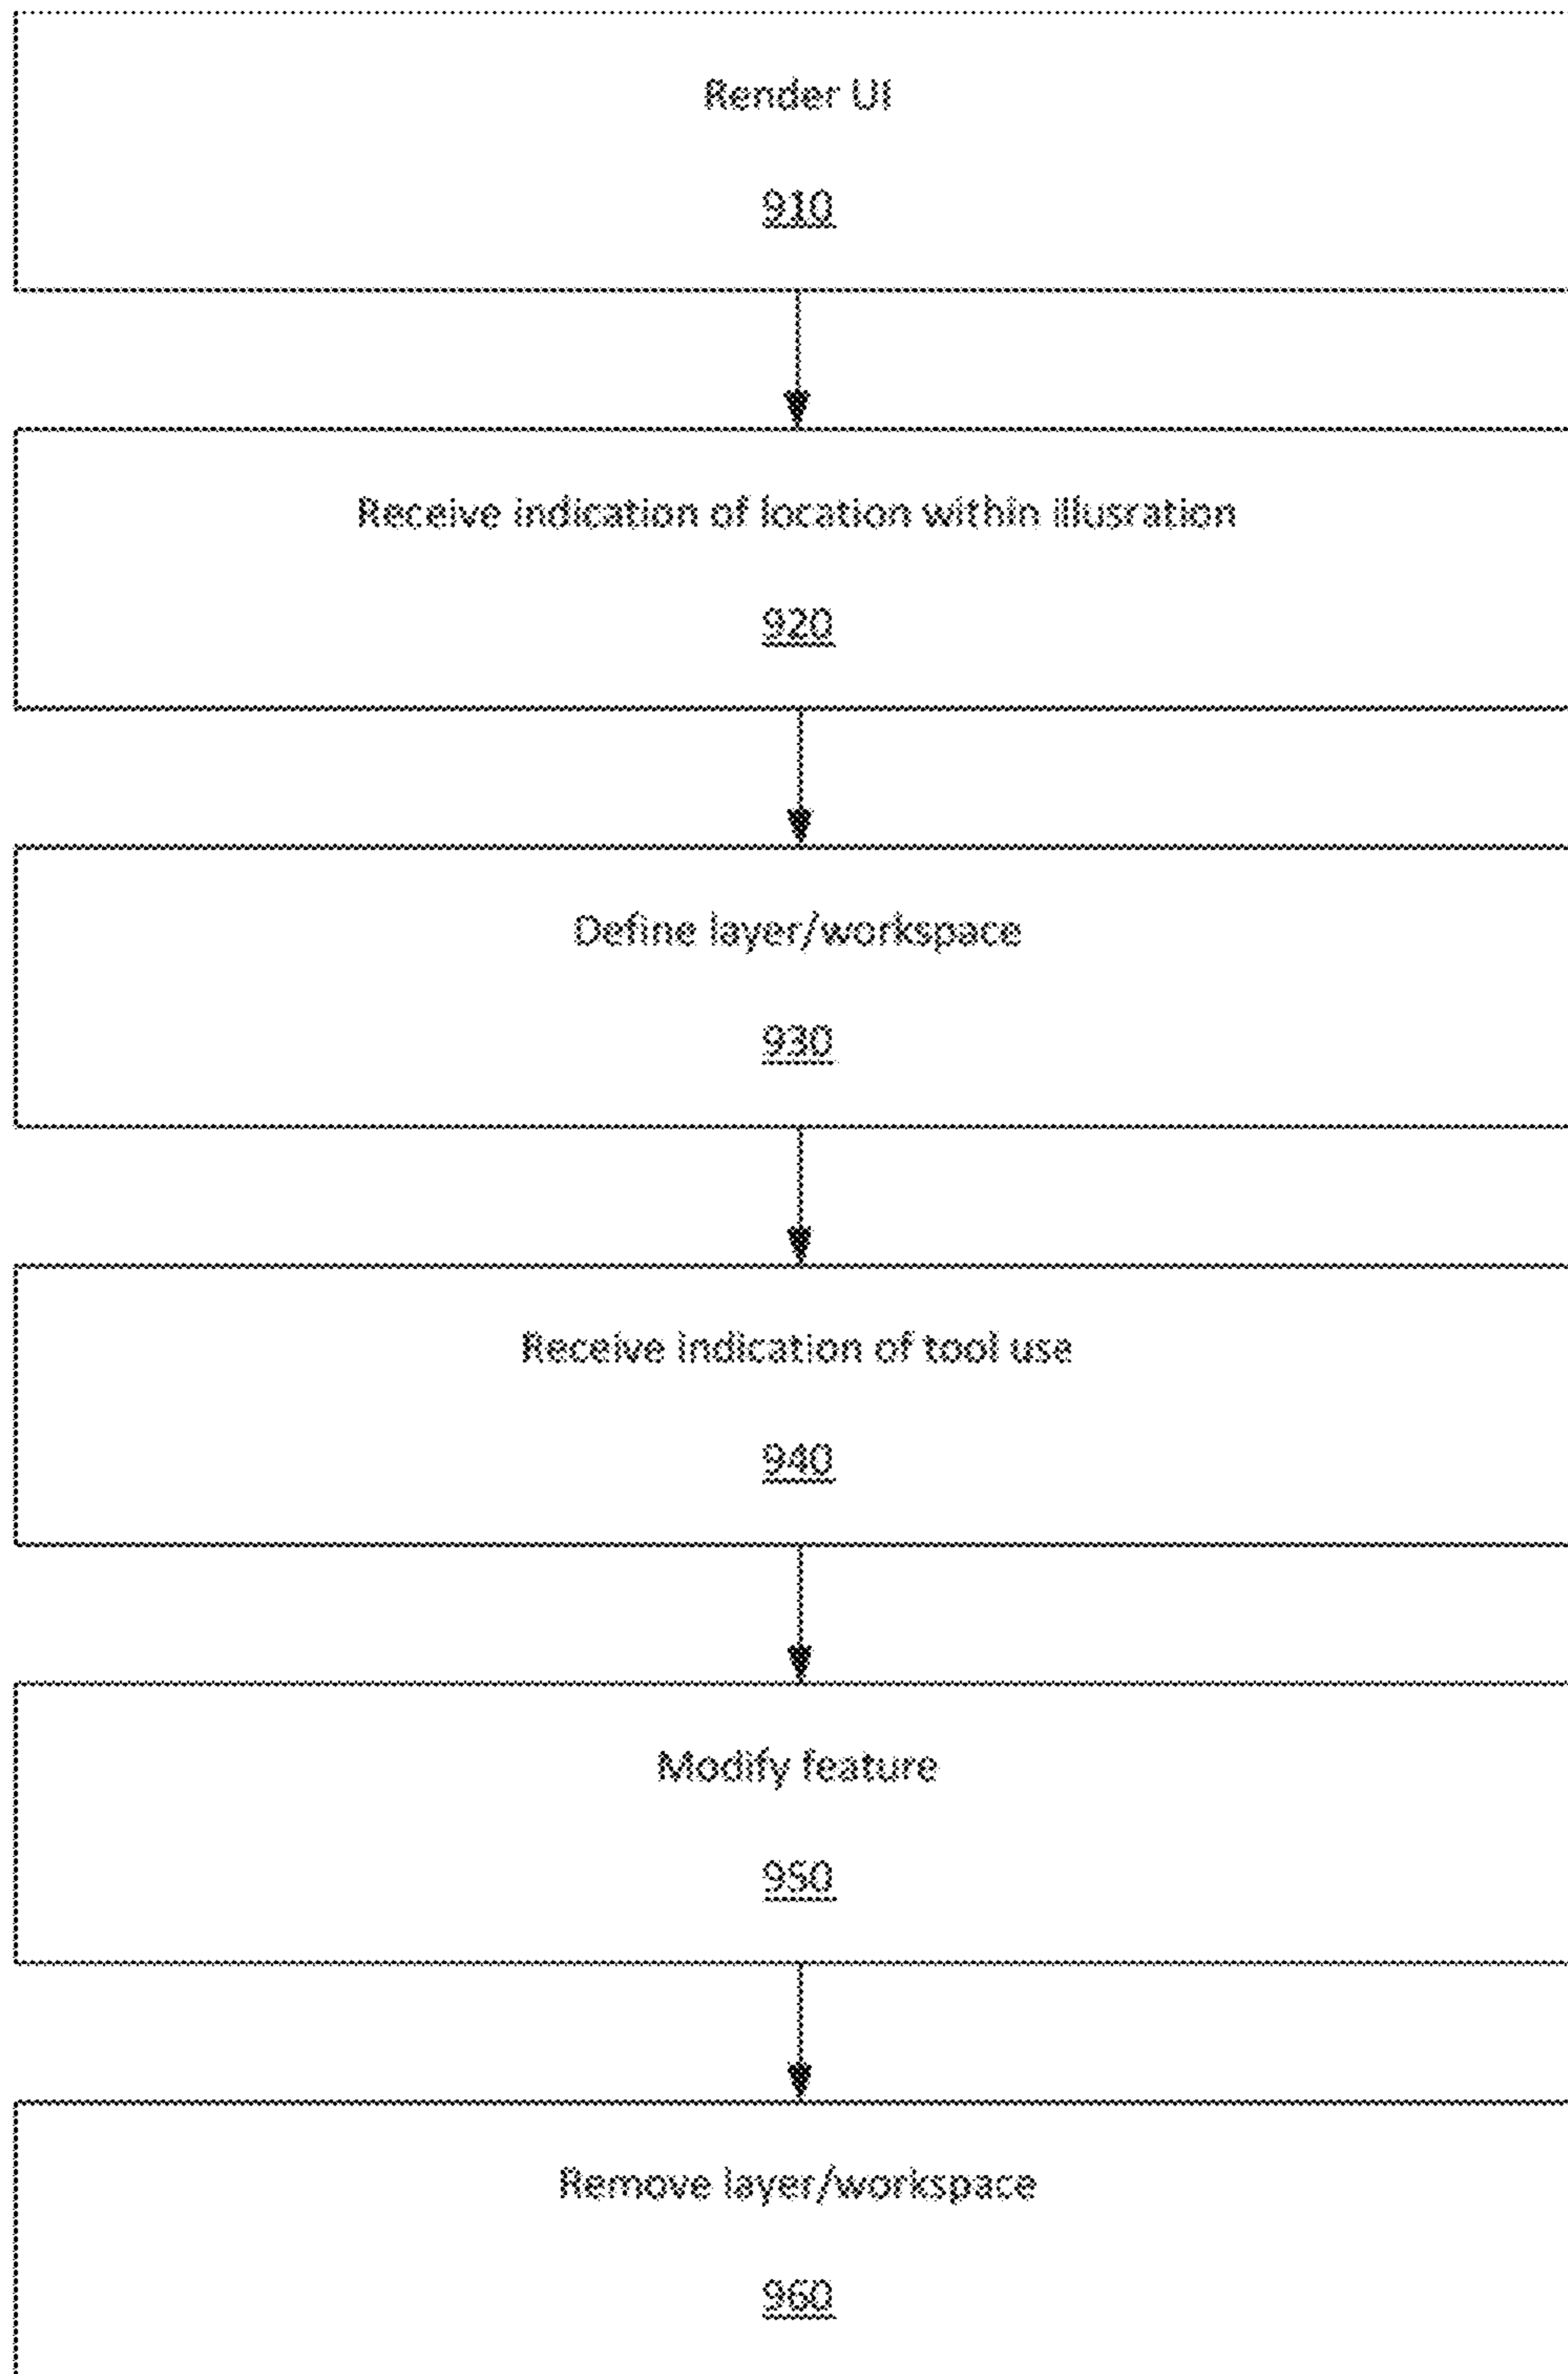 Render UI
910
Receive indication of location within illusration
920
Define layer/workspace
930
Receive indication of tool use
940
Modify feature
950
Remove layer/workspace
960